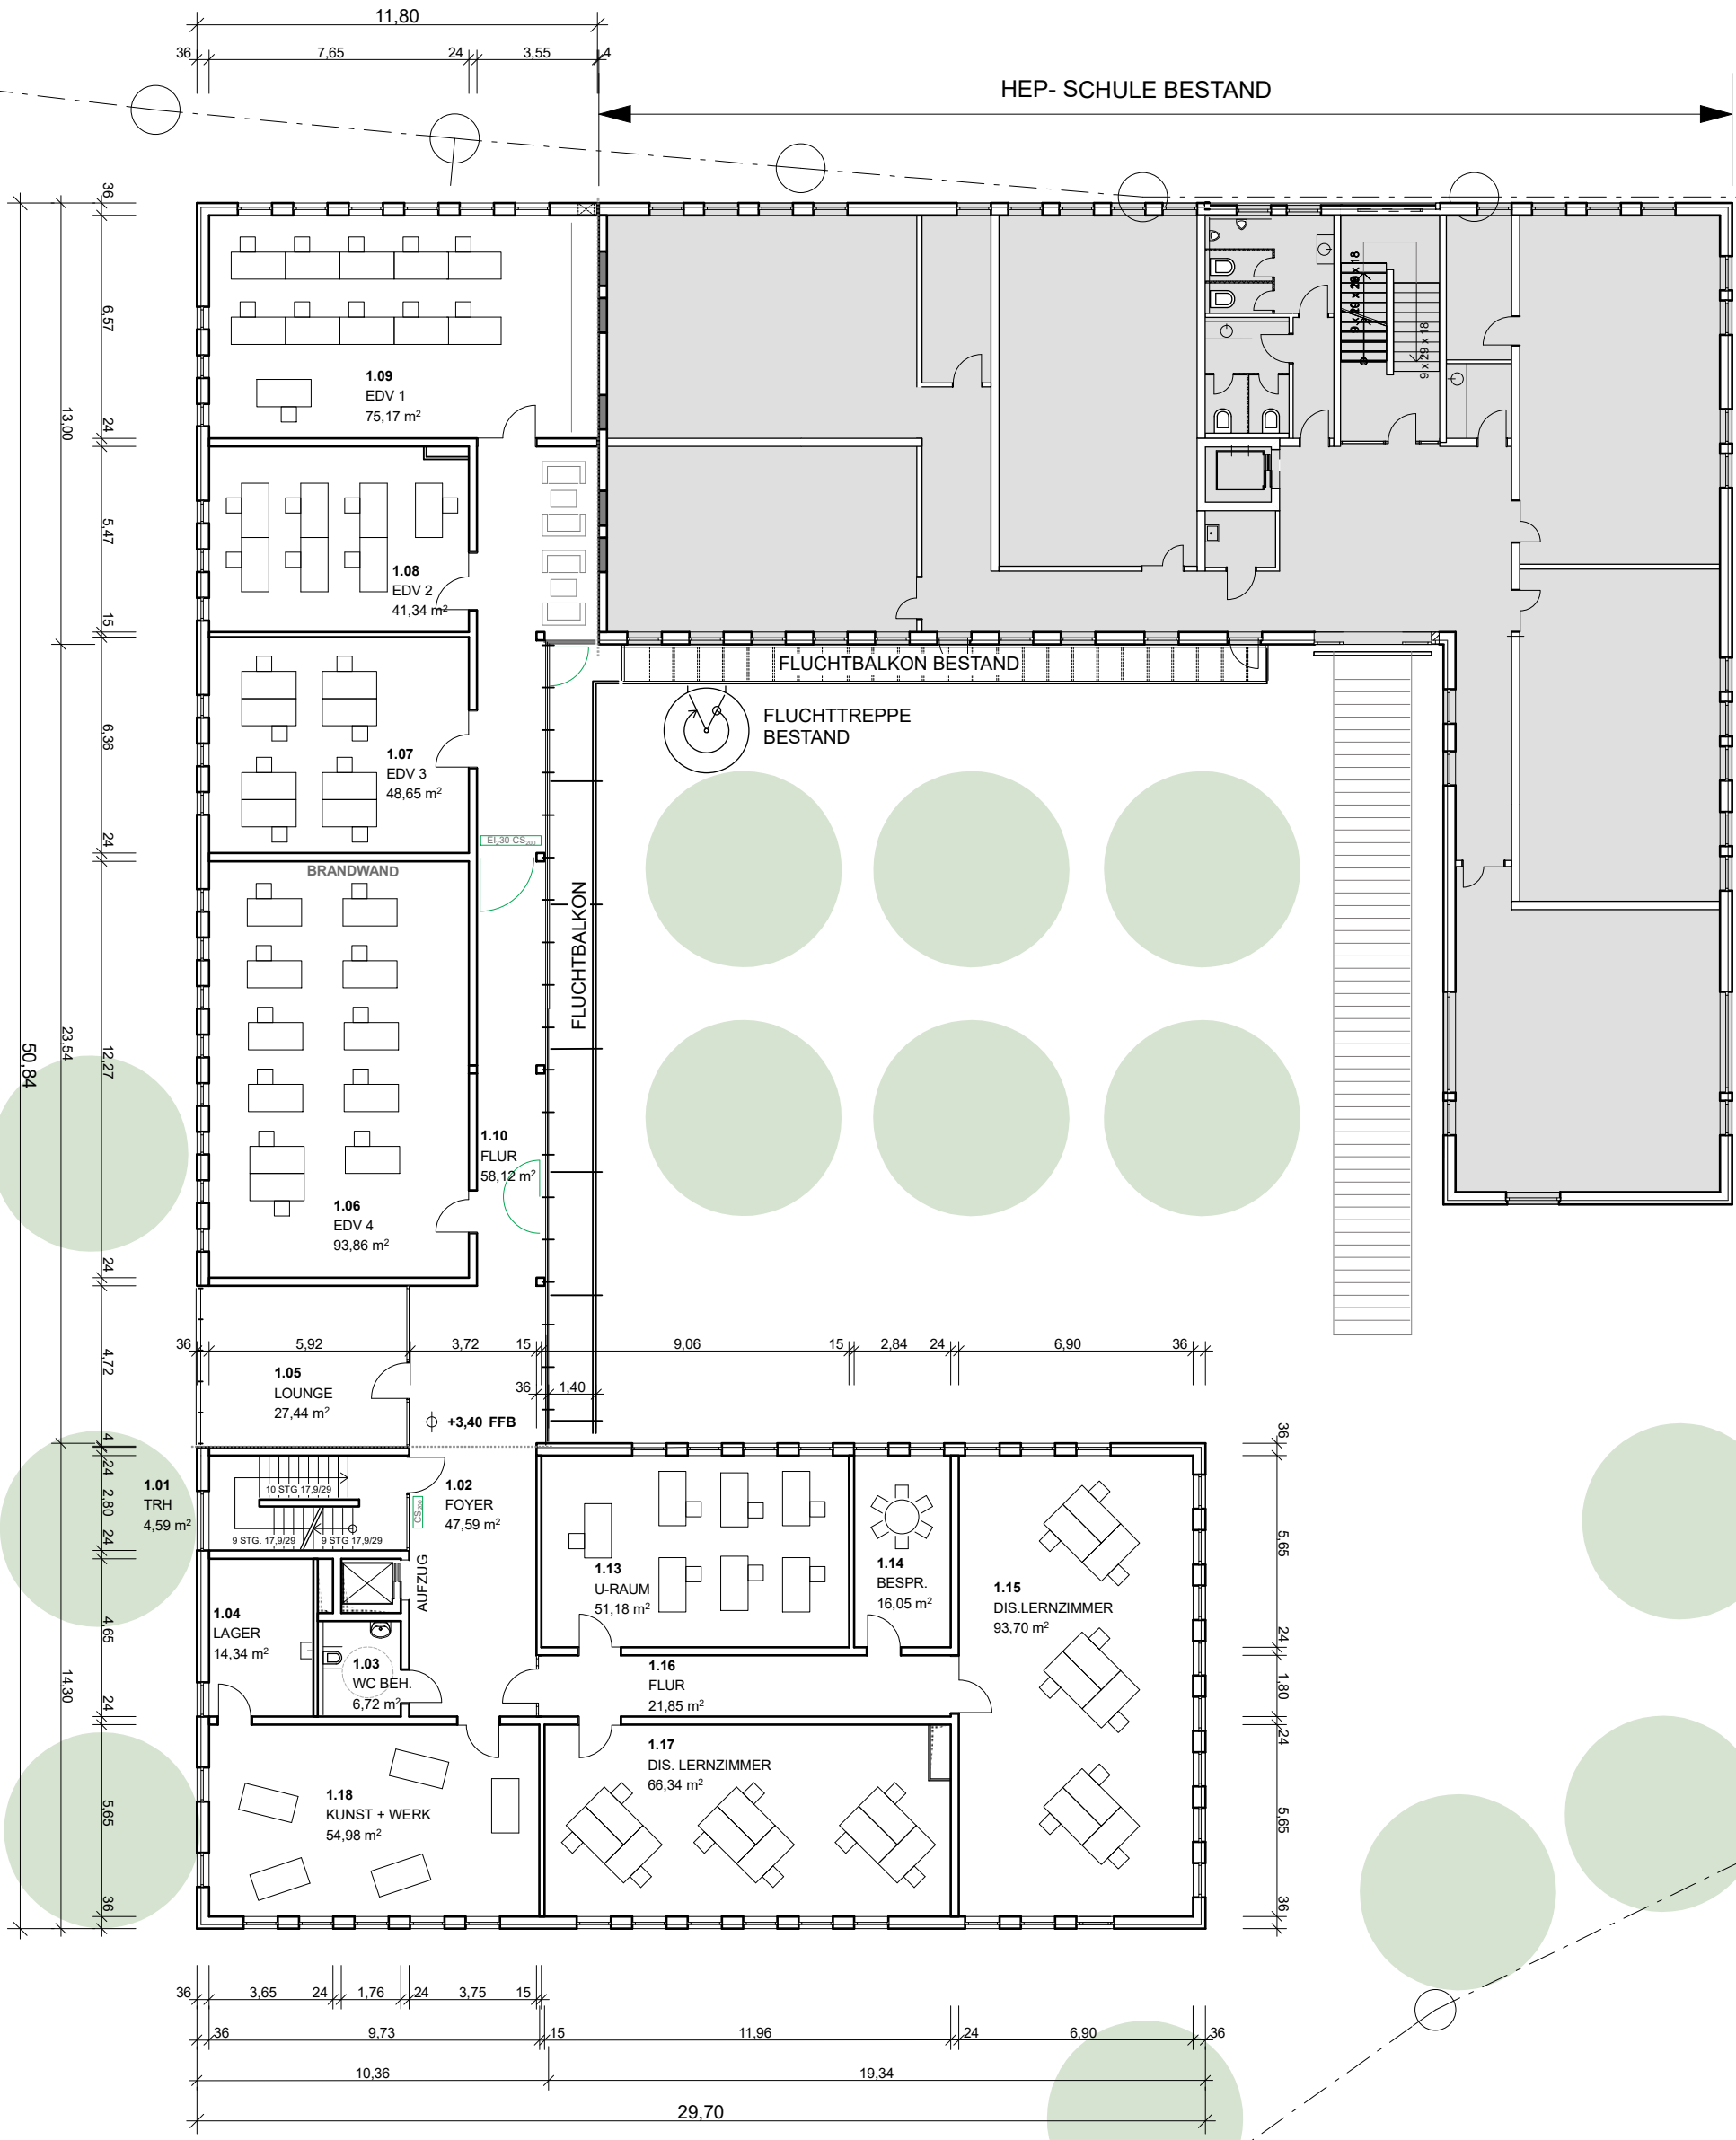 11,80
36 7,65 24 3,55 4
HEP- SCHULE BESTAND
36
6,57
24
5,47
15
6,36
24
12,27
24
4,72
4
24
2,80
24
4,65
24
5,65
36
13,00
23,54
14,30
50,84
1.09
EDV 1
75,17 m²
9 x 29 x 18
1.08
EDV 2
41,34 m²
FLUCHTBALKON BESTAND
FLUCHTTREPPE
BESTAND
1.07
EDV 3
48,65 m²
EI₂30-CS₂₀₀
BRANDWAND
FLUCHTBALKON
1.10
FLUR
58,12 m²
1.06
EDV 4
93,86 m²
36 5,92 3,72 15 9,06 15 2,84 24 6,90 36
36 1,40
1.05
LOUNGE
27,44 m²
+3,40 FFB
1.01
TRH
4,59 m²
10 STG 17,9/29
9 STG. 17,9/29
9 STG 17,9/29
1.02
FOYER
47,59 m²
CS₂₀₀
AUFZUG
1.13
U-RAUM
51,18 m²
1.14
BESPR.
16,05 m²
1.15
DIS.LERNZIMMER
93,70 m²
1.04
LAGER
14,34 m²
1.03
WC BEH.
6,72 m²
1.16
FLUR
21,85 m²
1.17
DIS. LERNZIMMER
66,34 m²
1.18
KUNST + WERK
54,98 m²
36
5,65
24
1,80
24
5,65
36
36 3,65 24 1,76 24 3,75 15
36 9,73 15 11,96 24 6,90 36
10,36 19,34
29,70